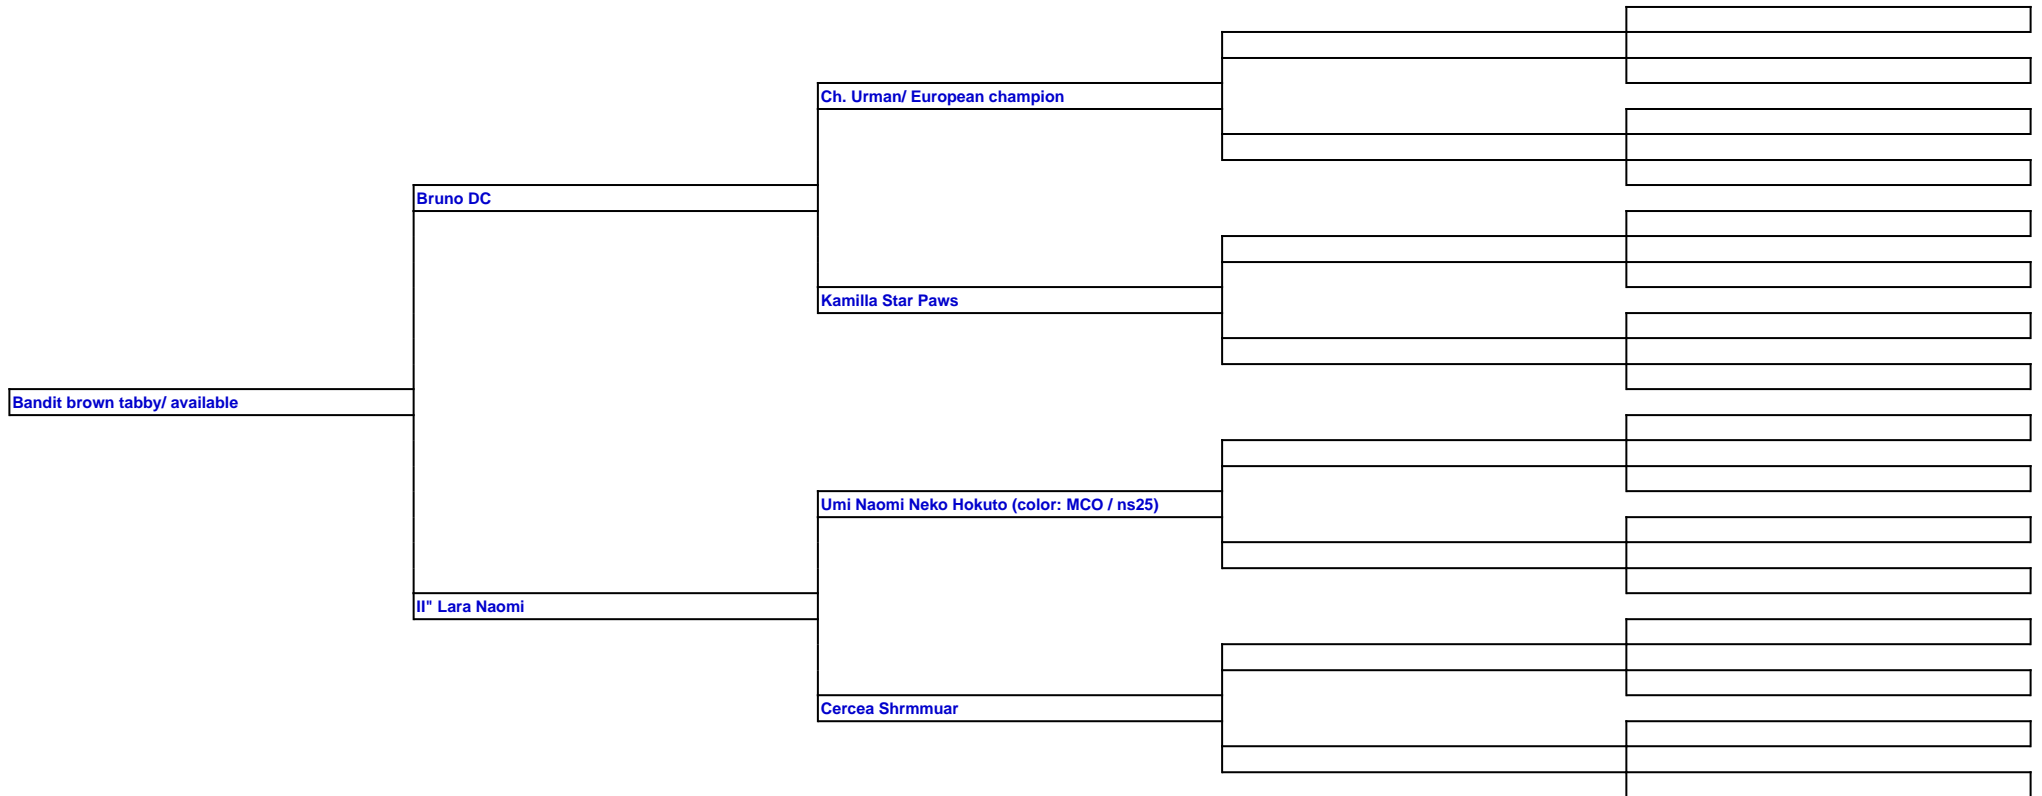 Ch. Urman/ European champion
Bruno DC
Kamilla Star Paws
Bandit brown tabby/ available
Umi Naomi Neko Hokuto (color: MCO / ns25)
II" Lara Naomi
Cercea Shrmmuar